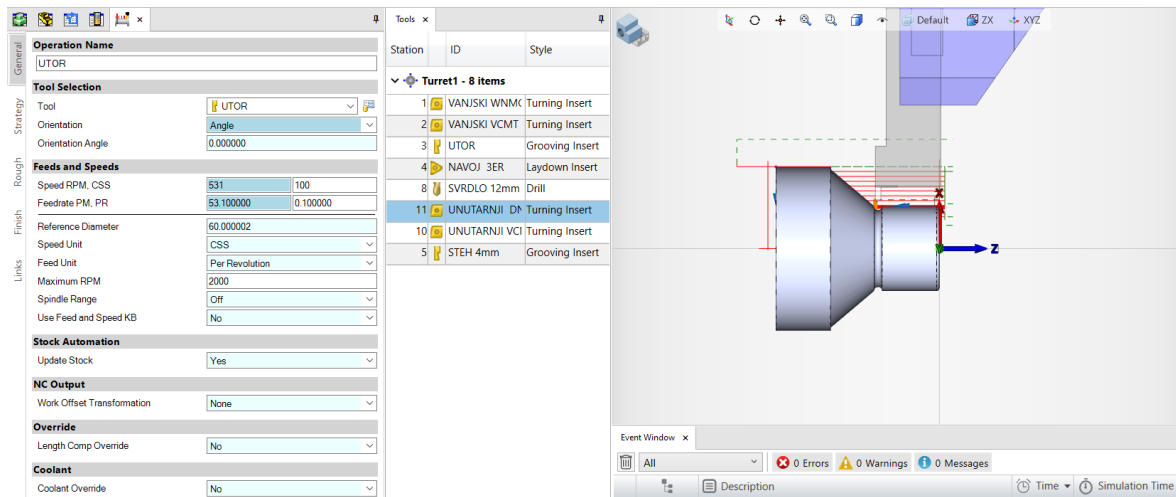 General
Strategy
Rough
Finish
Links
Operation Name
UTOR
Tool Selection
Tool UTOR
Orientation Angle
Orientation Angle 0.000000
Feeds and Speeds
Speed RPM, CSS 531 100
Feedrate PM, PR 53.100000 0.100000
Reference Diameter 60.000002
Speed Unit CSS
Feed Unit Per Revolution
Maximum RPM 2000
Spindle Range Off
Use Feed and Speed KB No
Stock Automation
Update Stock Yes
NC Output
Work Offset Transformation None
Override
Length Comp Override No
Coolant
Coolant Override No
Tools
Station ID Style
Turret1 - 8 items
1 VANJSKI WNM Turning Insert
2 VANJSKI VCMT Turning Insert
3 UTOR Grooving Insert
4 NAVOJ 3ER Laydown Insert
8 SVRDLO 12mm Drill
11 UNUTARNJI DN Turning Insert
10 UNUTARNJI VCI Turning Insert
5 STEH 4mm Grooving Insert
Default ZX XYZ
X
Z
Event Window
All 0 Errors 0 Warnings 0 Messages
Description Time Simulation Time